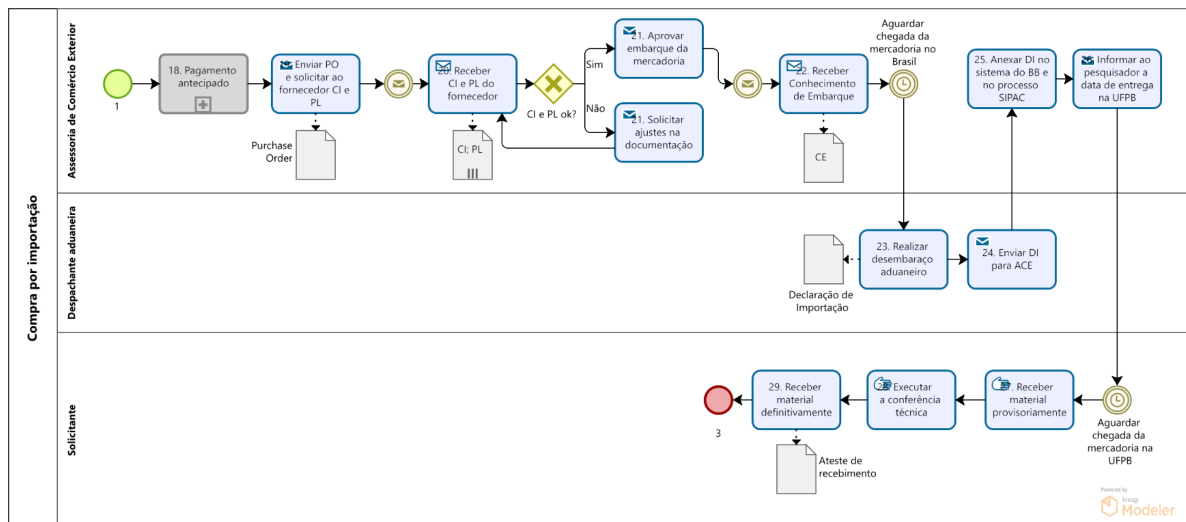 Compra por importação
Assessoria de Comércio Exterior
1
18. Pagamento
antecipado
Enviar PO
e solicitar ao
fornecedor CI e
PL
Purchase
Order
20. Receber
CI e PL do
fornecedor
CI; PL
CI e PL ok?
Sim
Não
21. Aprovar
embarque da
mercadoria
21. Solicitar
ajustes na
documentação
22. Receber
Conhecimento
de Embarque
CE
Aguardar
chegada da
mercadoria no
Brasil
25. Anexar DI no
sistema do BB e
no processo
SIPAC
Informar ao
pesquisador a
data de entrega
na UFPB
Despachante aduaneira
23. Realizar
desembaraço
aduaneiro
Declaração de
Importação
24. Enviar DI
para ACE
Solicitante
Aguardar
chegada da
mercadoria na
UFPB
27. Receber
material
provisoriamente
28. Executar
a conferência
técnica
29. Receber
material
definitivamente
Ateste de
recebimento
3
Powered by
bizagi
Modeler